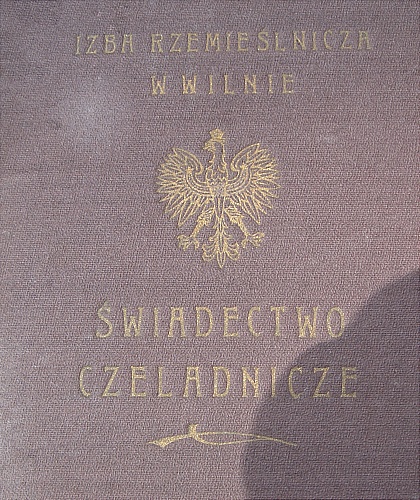 IZBA RZEMIEŚLNICZA
W WILNIE
ŚWIADECTWO
CZELADNICZE